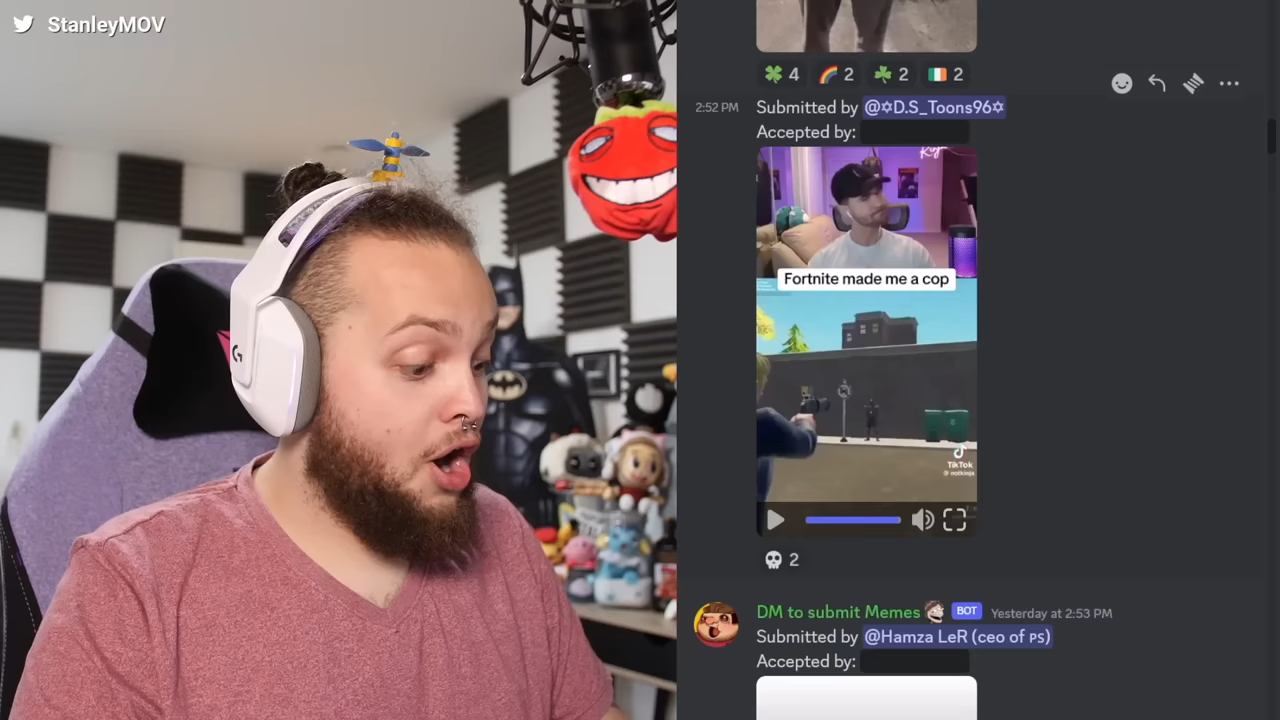 StanleyMOV
4
2
2
2
2:52 PM
Submitted by @✡D.S_Toons96✡
Accepted by:
Fortnite made me a cop
TikTok
@notkinja
2
DM to submit Memes BOT Yesterday at 2:53 PM
Submitted by @Hamza LeR (ceo of PS)
Accepted by: